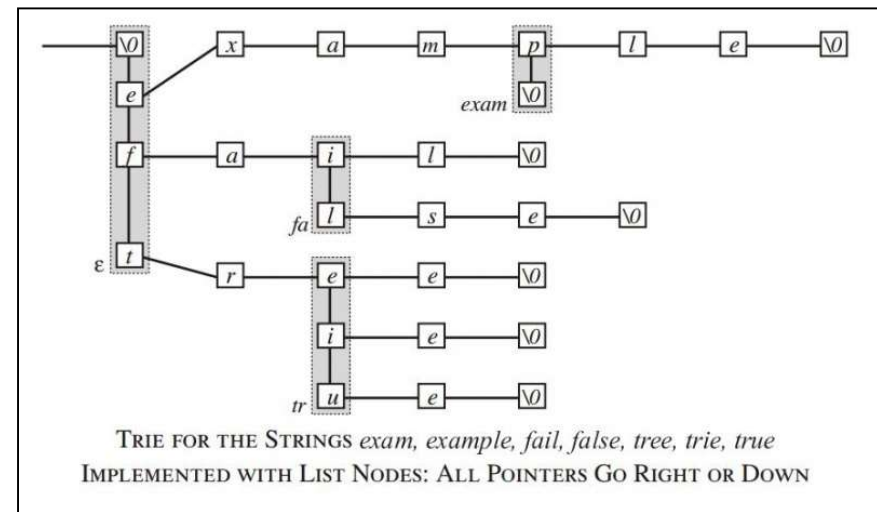 \0 x a m p l e \0
e exam \0
f a i l \0
fa l s e \0
ε t r e e \0
i e \0
tr u e \0
TRIE FOR THE STRINGS exam, example, fail, false, tree, trie, true
IMPLEMENTED WITH LIST NODES: ALL POINTERS GO RIGHT OR DOWN